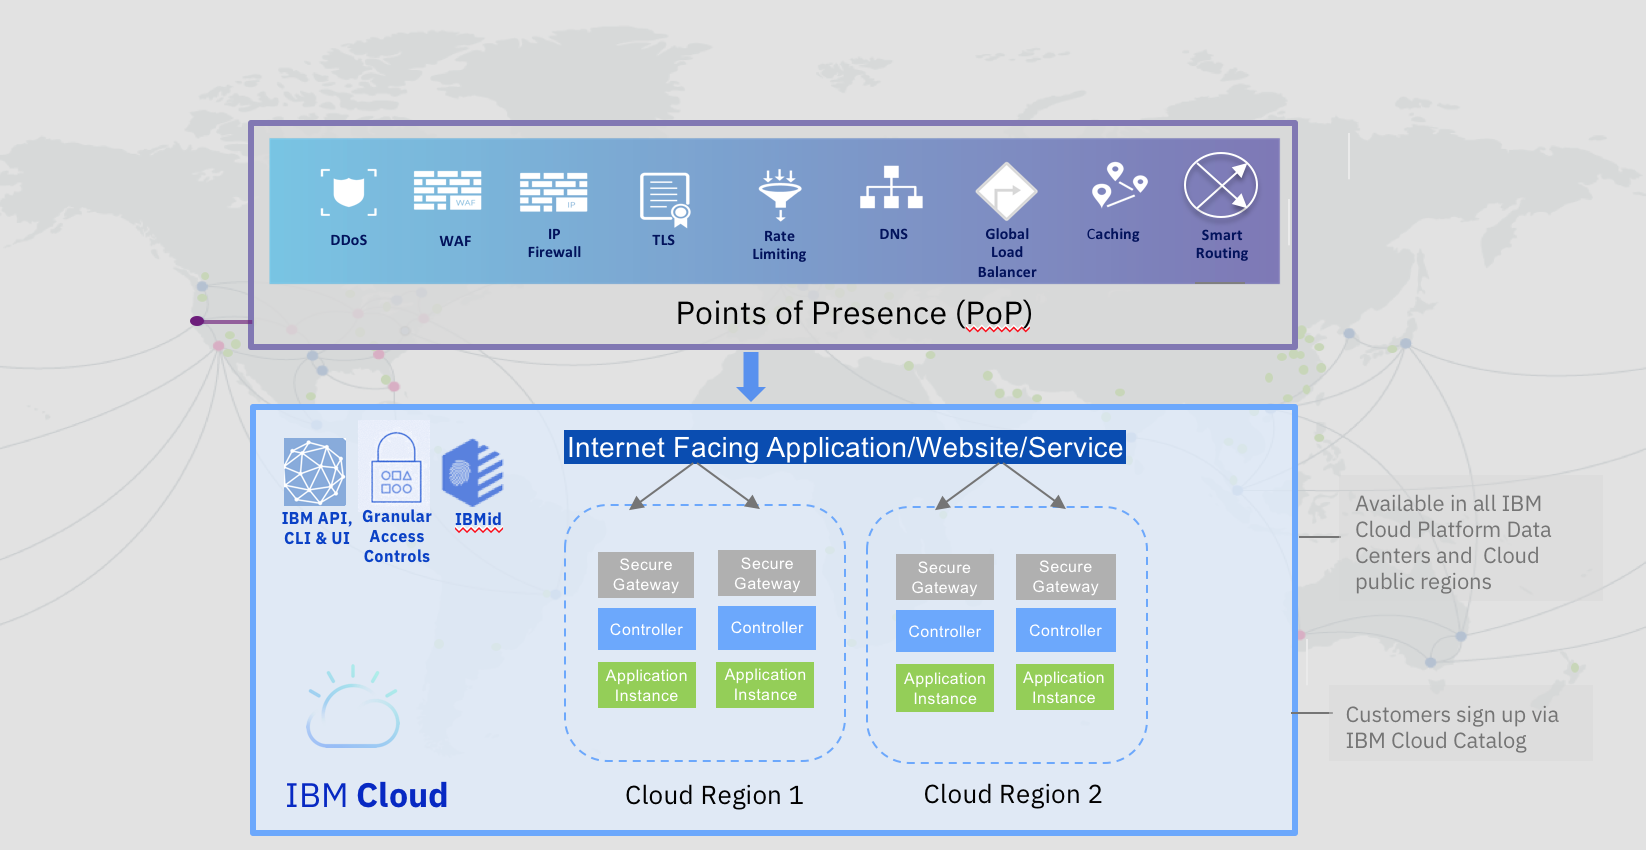 DDoS
WAF
WAF
IP
IP
Firewall
TLS
Rate
Limiting
DNS
Global
Load
Balancer
Caching
Smart
Routing
Points of Presence (PoP)
Internet Facing Application/Website/Service
IBM API,
CLI & UI
Granular
Access
Controls
IBMid
Secure
Gateway
Secure
Gateway
Controller
Controller
Application
Instance
Application
Instance
Cloud Region 1
Secure
Gateway
Secure
Gateway
Controller
Controller
Application
Instance
Application
Instance
Cloud Region 2
IBM Cloud
Available in all IBM
Cloud Platform Data
Centers and Cloud
public regions
Customers sign up via
IBM Cloud Catalog